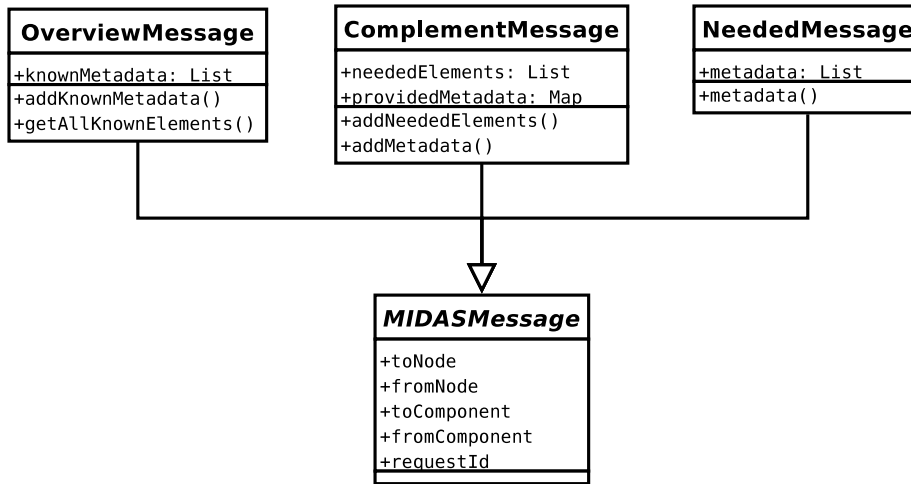 OverviewMessage
+knownMetadata: List
+addKnownMetadata()
+getAllKnownElements()
ComplementMessage
+neededElements: List
+providedMetadata: Map
+addNeededElements()
+addMetadata()
NeededMessage
+metadata: List
+metadata()
MIDASMessage
+toNode
+fromNode
+toComponent
+fromComponent
+requestId